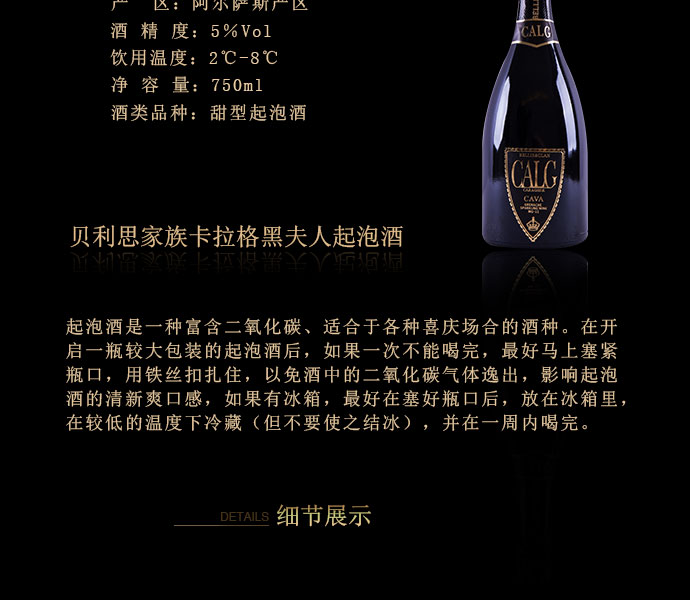 产 区：阿尔萨斯产区
酒 精 度：5%Vol
饮用温度：2℃-8℃
净 容 量：750ml
酒类品种：甜型起泡酒
CALG
CALG
CAVA
贝利思家族卡拉格黑夫人起泡酒
起泡酒是一种富含二氧化碳、适合于各种喜庆场合的酒种。在开
启一瓶较大包装的起泡酒后，如果一次不能喝完，最好马上塞紧
瓶口，用铁丝扣扎住，以免酒中的二氧化碳气体逸出，影响起泡
酒的清新爽口感，如果有冰箱，最好在塞好瓶口后，放在冰箱里，
在较低的温度下冷藏（但不要使之结冰），并在一周内喝完。
DETAILS 细节展示